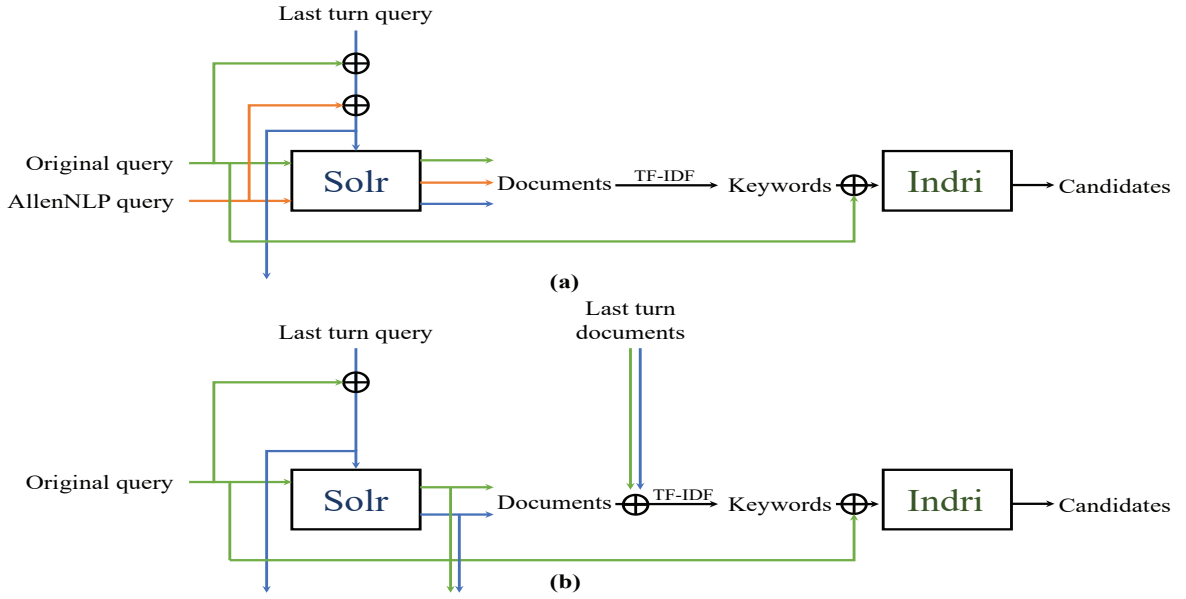 Last turn query
Original query
AllenNLP query
Solr
Documents
TF-IDF
Keywords
Indri
Candidates
(a)
Last turn query
Last turn
documents
Original query
Solr
Documents
TF-IDF
Keywords
Indri
Candidates
(b)